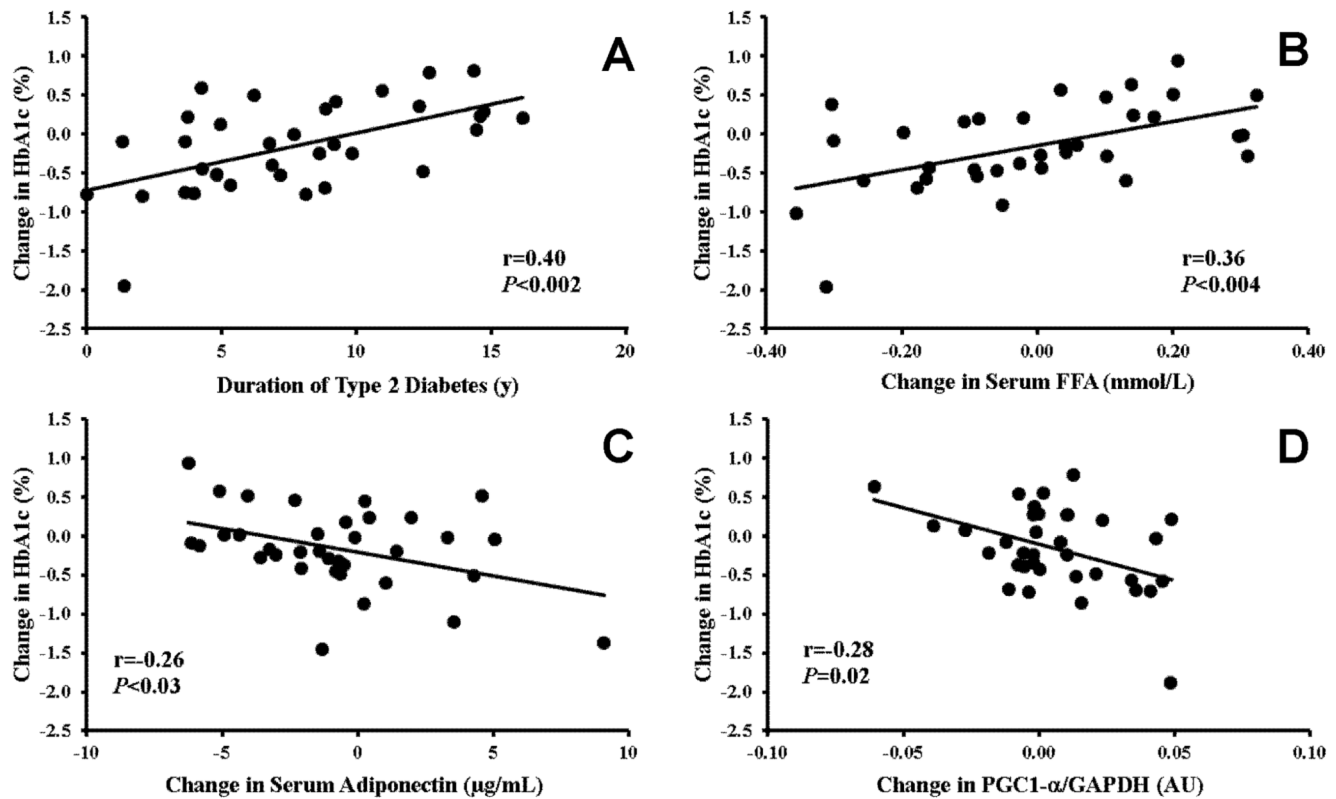 A
Change in HbA1c (%)
1.5
1.0
0.5
0.0
-0.5
-1.0
-1.5
-2.0
-2.5
r=0.40
P<0.002
0 5 10 15 20
Duration of Type 2 Diabetes (y)
B
Change in HbA1c (%)
1.5
1.0
0.5
0.0
-0.5
-1.0
-1.5
-2.0
-2.5
r=0.36
P<0.004
-0.40 -0.20 0.00 0.20 0.40
Change in Serum FFA (mmol/L)
C
Change in HbA1c (%)
1.5
1.0
0.5
0.0
-0.5
-1.0
-1.5
-2.0
-2.5
r=-0.26
P<0.03
-10 -5 0 5 10
Change in Serum Adiponectin (µg/mL)
D
Change in HbA1c (%)
1.5
1.0
0.5
0.0
-0.5
-1.0
-1.5
-2.0
-2.5
r=-0.28
P=0.02
-0.10 -0.05 0.00 0.05 0.10
Change in PGC1-α/GAPDH (AU)